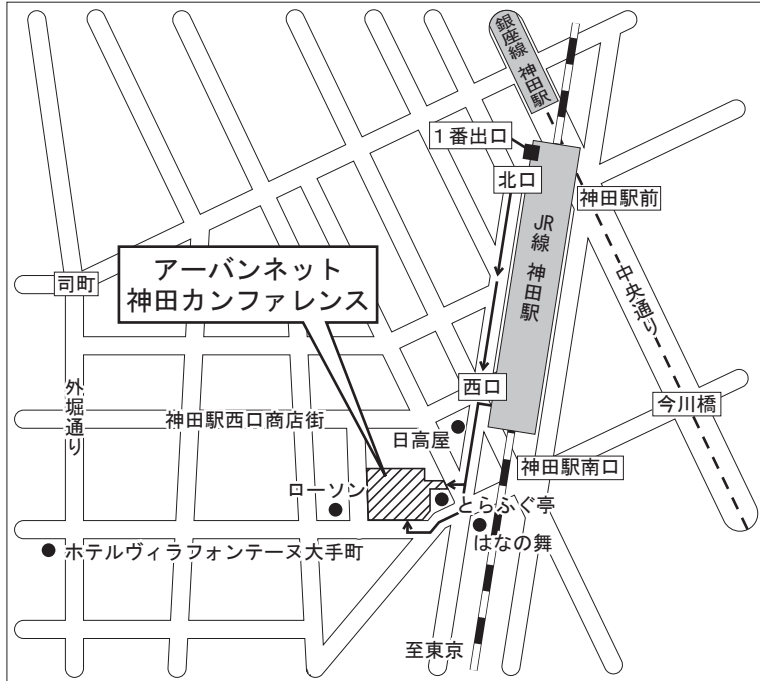 銀座線 神田駅
1番出口
北口
神田駅前
JR線 神田駅
アーバンネット
神田カンファレンス
司町
中央通り
西口
外堀通り
神田駅西口商店街
今川橋
日高屋
神田駅南口
ローソン
とらふぐ亭
はなの舞
ホテルヴィラフォンテーヌ大手町
至東京